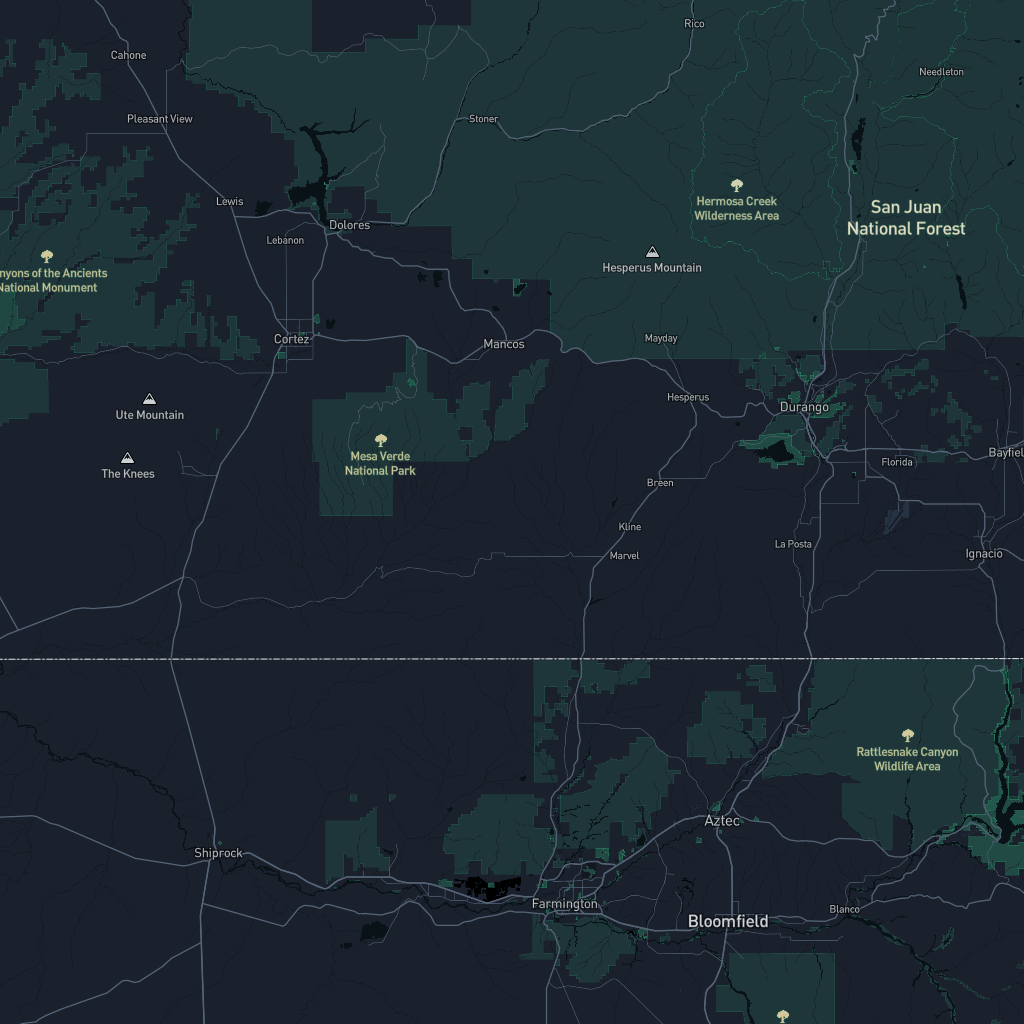 Rico
Cahone
Needleton
Pleasant View
Stoner
Hermosa Creek
Wilderness Area
Lewis
San Juan
National Forest
Dolores
Lebanon
Hesperus Mountain
nyons of the Ancients
National Monument
Cortez
Mancos
Mayday
Hesperus
Durango
Ute Mountain
Mesa Verde
National Park
The Knees
Florida
Bayfiel
Breen
Kline
La Posta
Marvel
Ignacio
Rattlesnake Canyon
Wildlife Area
Aztec
Shiprock
Farmington
Bloomfield
Blanco